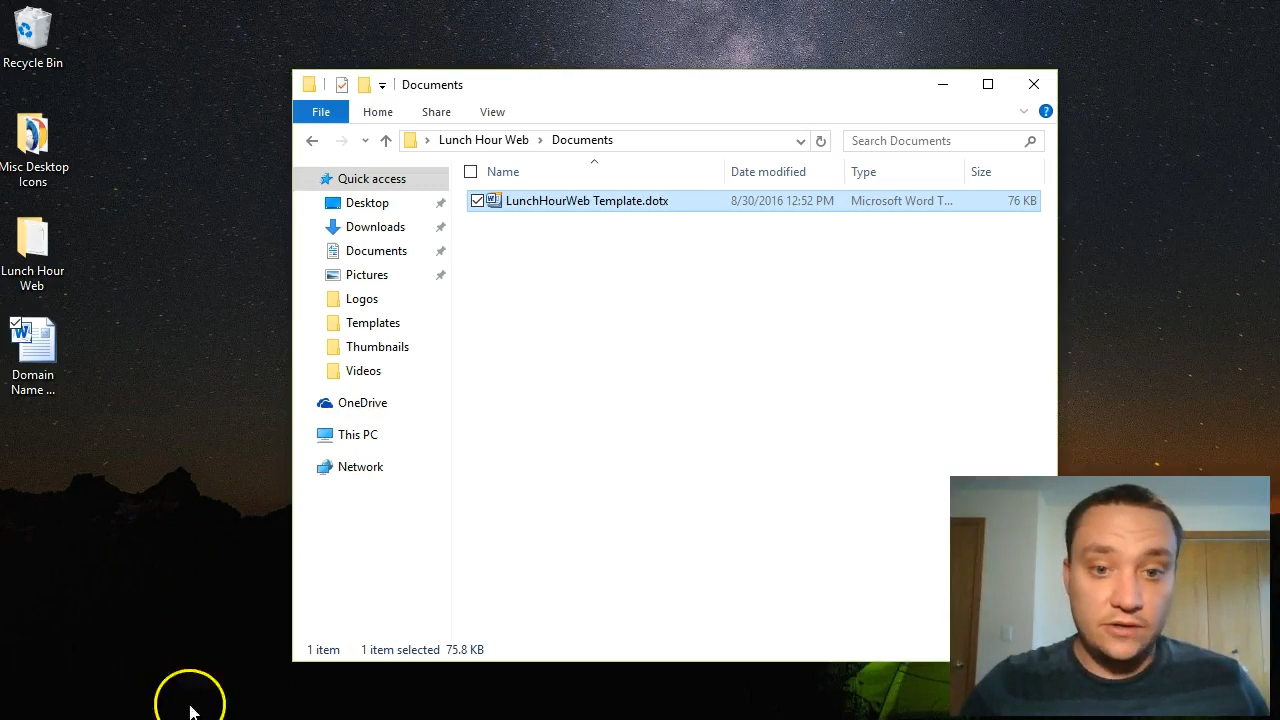 Recycle Bin
Misc Desktop
Icons
Lunch Hour
Web
Domain
Name ...
Documents
File Home Share View
Lunch Hour Web Documents
Search Documents
Name Date modified Type Size
LunchHourWeb Template.dotx 8/30/2016 12:52 PM Microsoft Word T... 76 KB
Quick access
Desktop
Downloads
Documents
Pictures
Logos
Templates
Thumbnails
Videos
OneDrive
This PC
Network
1 item 1 item selected 75.8 KB